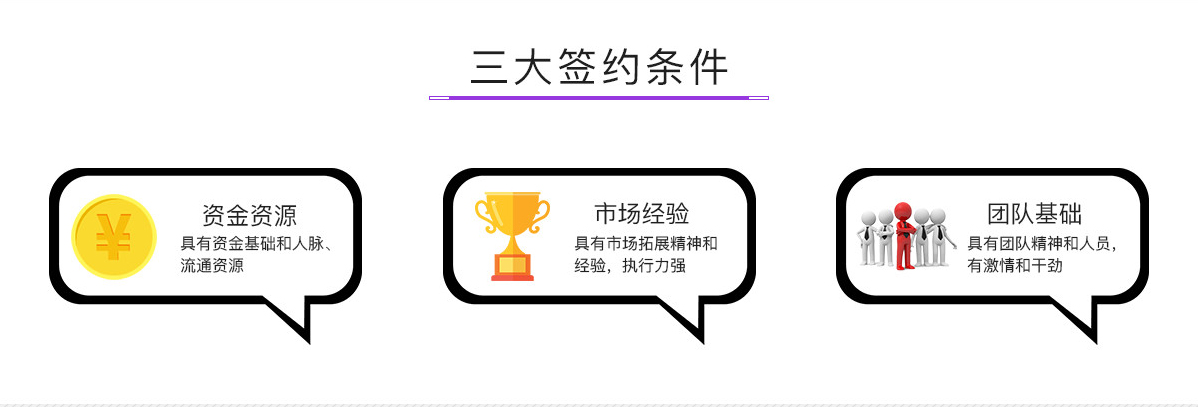 三大签约条件
资金资源
具有资金基础和人脉、
流通资源
市场经验
具有市场拓展精神和
经验，执行力强
团队基础
具有团队精神和人员，
有激情和干劲